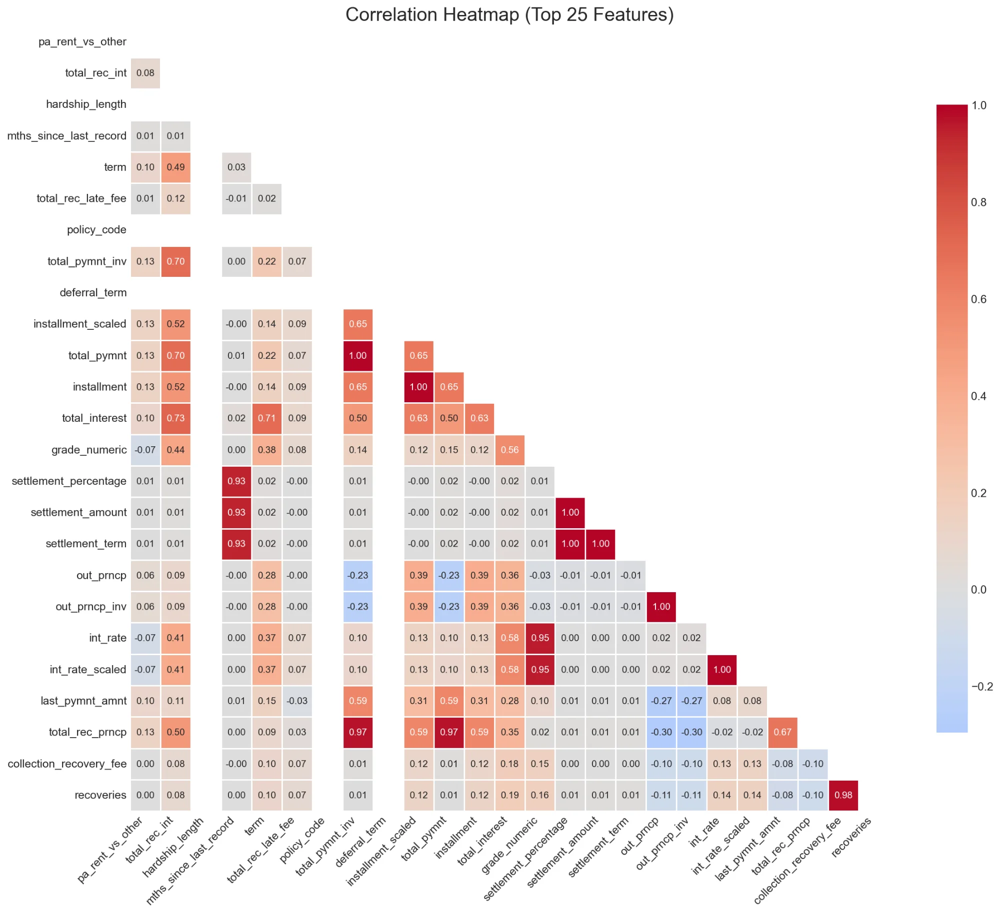 Correlation Heatmap (Top 25 Features)
pa_rent_vs_other
total_rec_int 0.08
hardship_length
mths_since_last_record 0.01 0.01
term 0.10 0.49 0.03
total_rec_late_fee 0.01 0.12 -0.01 0.02
policy_code
total_pymnt_inv 0.13 0.70 0.00 0.22 0.07
deferral_term
installment_scaled 0.13 0.52 -0.00 0.14 0.09 0.65
total_pymnt 0.13 0.70 0.01 0.22 0.07 1.00 0.65
installment 0.13 0.52 -0.00 0.14 0.09 0.65 1.00 0.65
total_interest 0.10 0.73 0.02 0.71 0.09 0.50 0.63 0.50 0.63
grade_numeric -0.07 0.44 0.00 0.38 0.08 0.14 0.12 0.15 0.12 0.56
settlement_percentage 0.01 0.01 0.93 0.02 -0.00 0.01 -0.00 0.02 -0.00 0.02 0.01
settlement_amount 0.01 0.01 0.93 0.02 -0.00 0.01 -0.00 0.02 -0.00 0.02 0.01 1.00
settlement_term 0.01 0.01 0.93 0.02 -0.00 0.01 -0.00 0.02 -0.00 0.02 0.01 1.00 1.00
out_prncp 0.06 0.09 -0.00 0.28 -0.00 -0.23 0.39 -0.23 0.39 0.36 -0.03 -0.01 -0.01 -0.01
out_prncp_inv 0.06 0.09 -0.00 0.28 -0.00 -0.23 0.39 -0.23 0.39 0.36 -0.03 -0.01 -0.01 -0.01 1.00
int_rate -0.07 0.41 0.00 0.37 0.07 0.10 0.13 0.10 0.13 0.58 0.95 0.00 0.00 0.00 0.02 0.02
int_rate_scaled -0.07 0.41 0.00 0.37 0.07 0.10 0.13 0.10 0.13 0.58 0.95 0.00 0.00 0.00 0.02 0.02 1.00
last_pymnt_amnt 0.10 0.11 0.01 0.15 -0.03 0.59 0.31 0.59 0.31 0.28 0.10 0.01 0.01 0.01 -0.27 -0.27 0.08 0.08
total_rec_prncp 0.13 0.50 0.00 0.09 0.03 0.97 0.59 0.97 0.59 0.35 0.02 0.01 0.01 0.01 -0.30 -0.30 -0.02 -0.02 0.67
collection_recovery_fee 0.00 0.08 -0.00 0.10 0.07 0.01 0.12 0.01 0.12 0.18 0.15 0.00 0.00 0.00 -0.10 -0.10 0.13 0.13 -0.08 -0.10
recoveries 0.00 0.08 0.00 0.10 0.07 0.01 0.12 0.01 0.12 0.19 0.16 0.01 0.01 0.01 -0.11 -0.11 0.14 0.14 -0.08 -0.10 0.98
pa_rent_vs_other
total_rec_int
hardship_length
mths_since_last_record
term
total_rec_late_fee
policy_code
total_pymnt_inv
deferral_term
installment_scaled
total_pymnt
installment
total_interest
grade_numeric
settlement_percentage
settlement_amount
settlement_term
out_prncp
out_prncp_inv
int_rate
int_rate_scaled
last_pymnt_amnt
total_rec_prncp
collection_recovery_fee
recoveries
1.0
0.8
0.6
0.4
0.2
0.0
−0.2